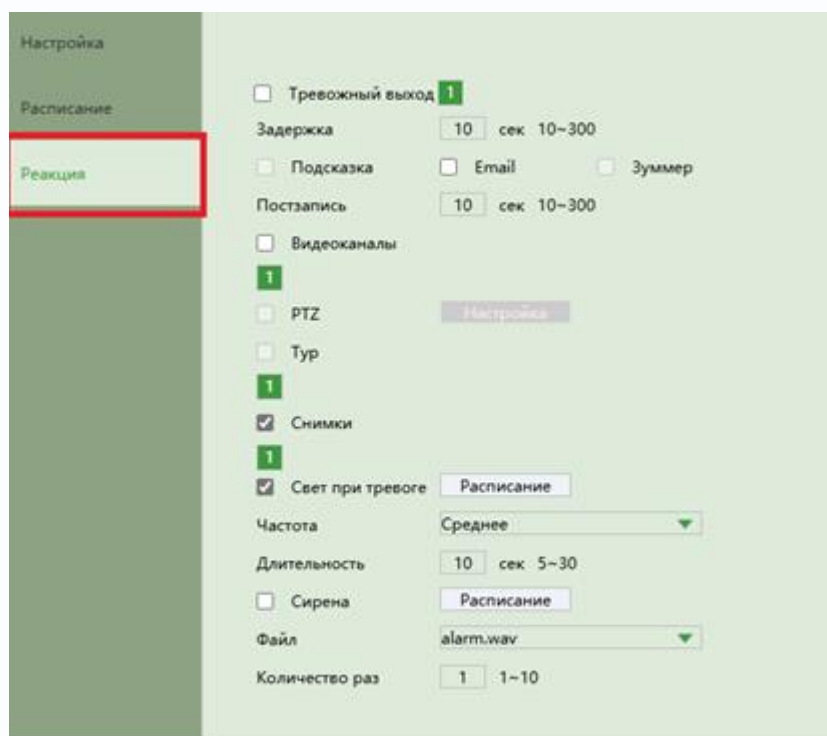 Настройка
Расписание
Реакция
Тревожный выход 1
Задержка 10 сек 10~300
Подсказка Email Зуммер
Постзапись 10 сек 10~300
Видеоканалы
1
PTZ Настройка
Тур
1
Снимки
1
Свет при тревоге Расписание
Частота Среднее
Длительность 10 сек 5~30
Сирена Расписание
Файл alarm.wav
Количество раз 1 1~10